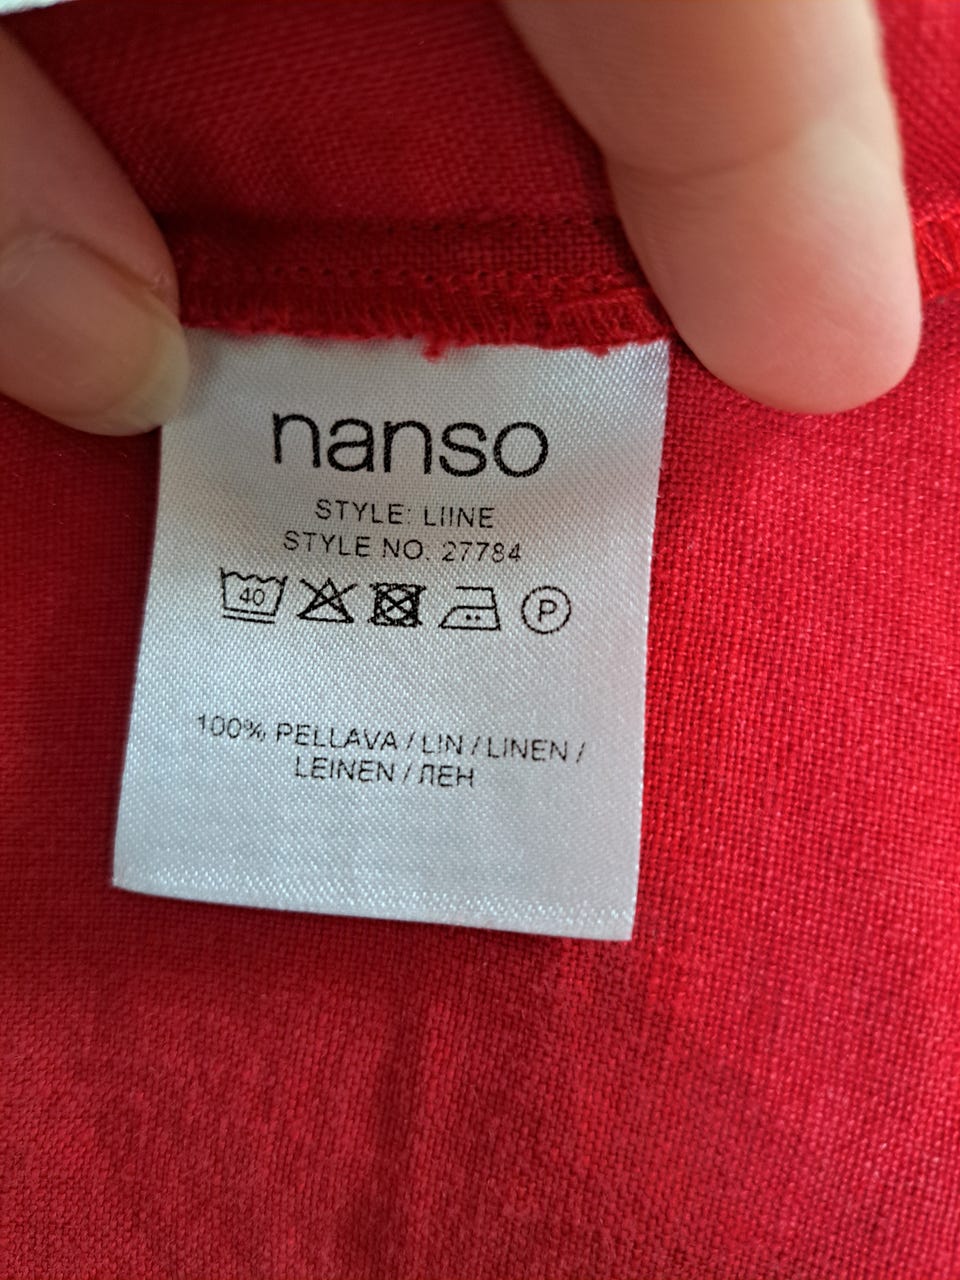 nanso
STYLE: LIINE
STYLE NO. 27784
40 P
100% PELLAVA / LIN / LINEN /
LEINEN / ЛЕН